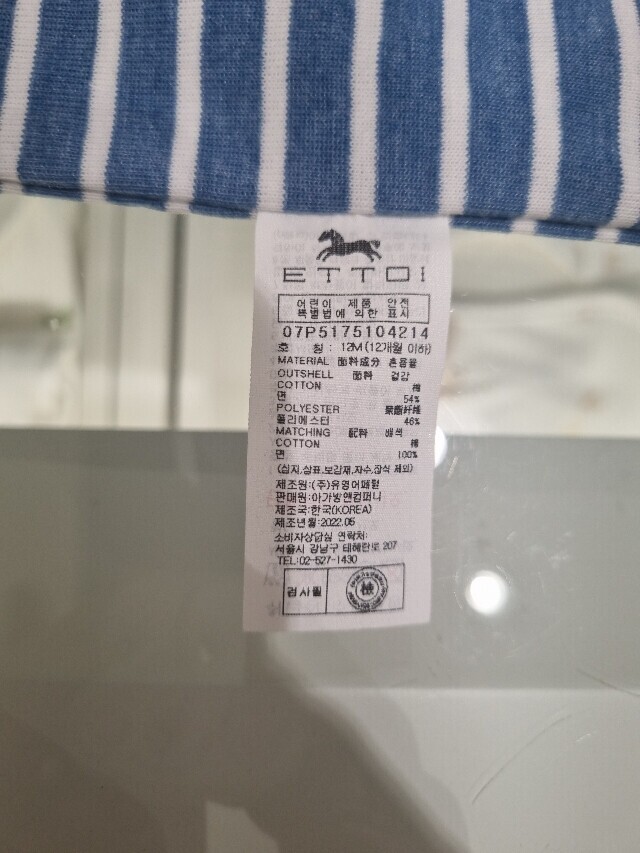 ETTOI
어린이 제품 안전
특별법에 의한 표시
07P5175104214
호 칭 : 12M(12개월 이하)
MATERIAL 面料成分 혼용율
OUTSHELL 面料 겉감
COTTON 棉
면 54%
POLYESTER 聚酯纤维
폴리에스터 46%
MATCHING 配料 배색
COTTON 棉
면 100%
(심지,상표,보강재,자수,장식 제외)
제조원:(주)유영어패럴
판매원:아가방앤컴퍼니
제조국:한국(KOREA)
제조년월:2022.05
소비자상담실 연락처:
서울시 강남구 테헤란로 207
TEL:02-527-1430
검사필